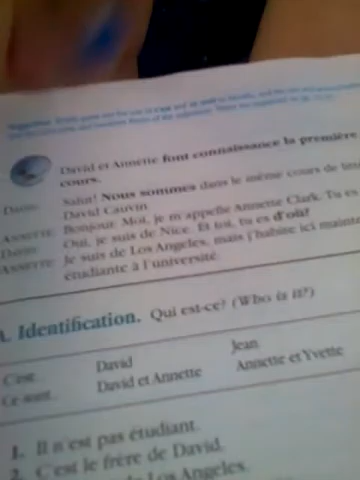 David et Annette font connaissance la première
cours.
DAVID Salut! Nous sommes dans le même cours de
David Cauvin
ANNETTE Bonjour. Moi, je m'appelle Annette Clark. Tu es
DAVID Oui, je suis de Nice. Et toi, tu es d'où?
ANNETTE Je suis de Los Angeles, mais j'habite ici
étudiante à l'université.
A. Identification. Qui est-ce? (Who is it?)
C'est David Jean
Ce sont David et Annette Annette et Yvette
1. Il n'est pas étudiant.
2. C'est le frère de David.
Los Angeles.